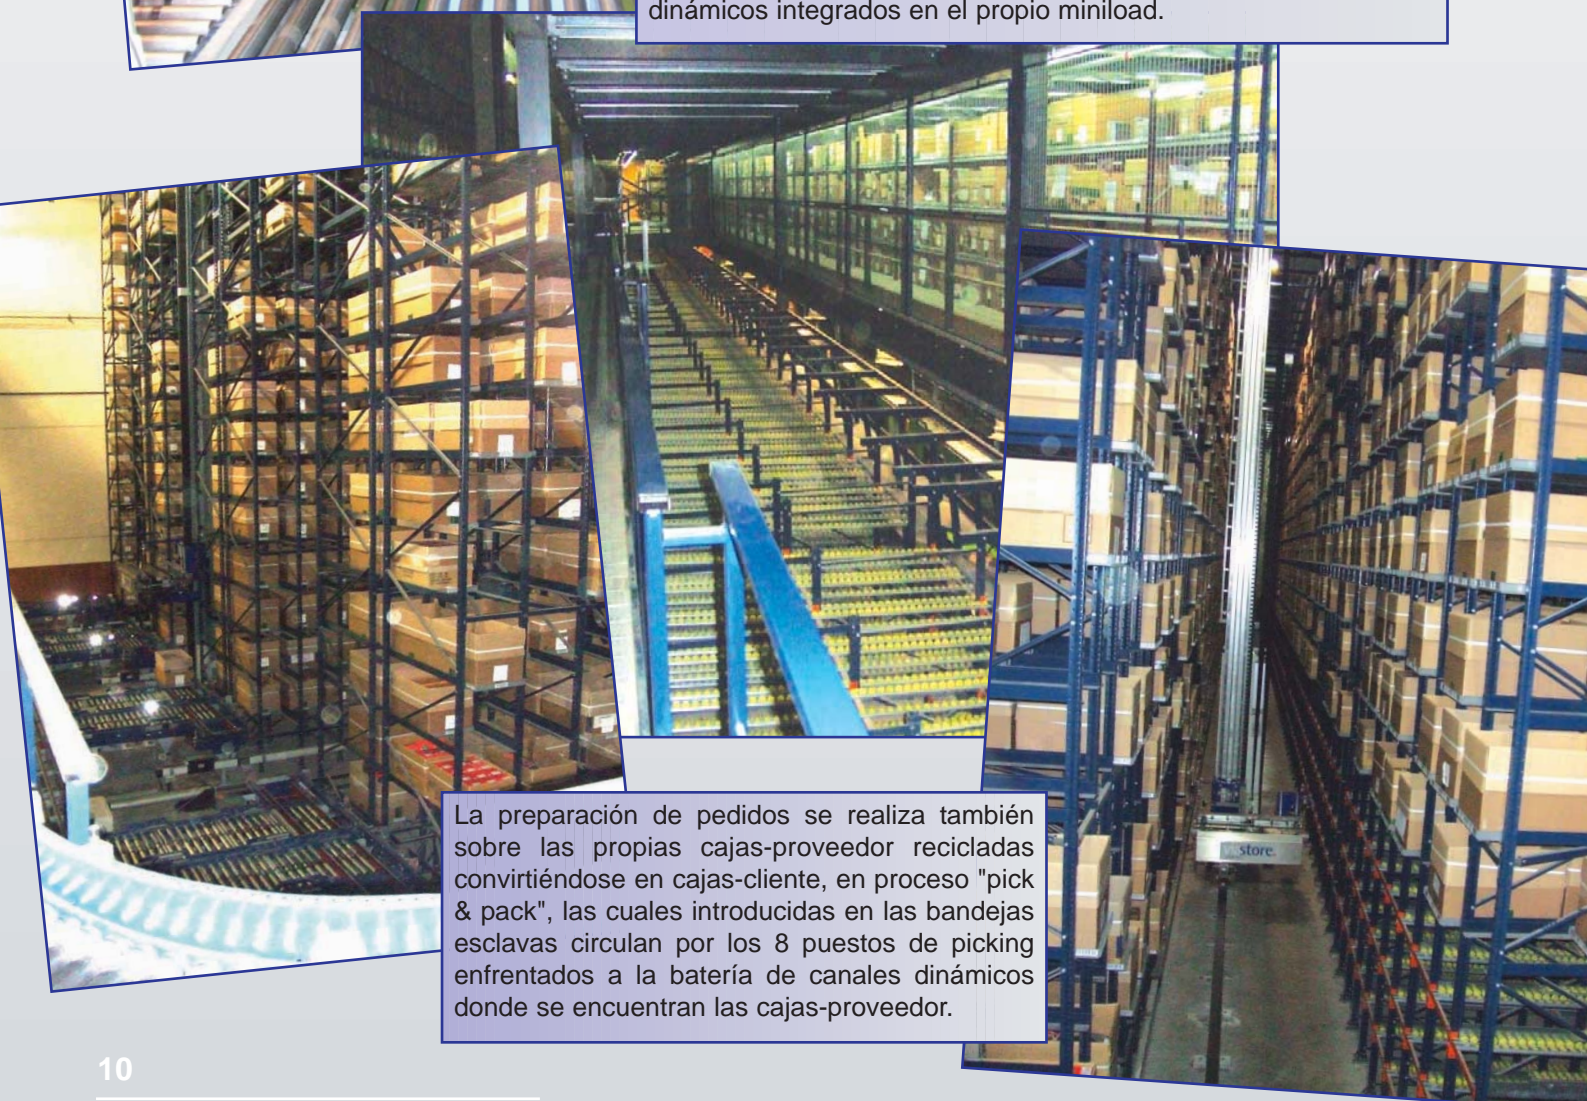 dinámicos integrados en el propio miniload.
store
La preparación de pedidos se realiza también
sobre las propias cajas-proveedor recicladas
convirtiéndose en cajas-cliente, en proceso "pick
& pack", las cuales introducidas en las bandejas
esclavas circulan por los 8 puestos de picking
enfrentados a la batería de canales dinámicos
donde se encuentran las cajas-proveedor.
10